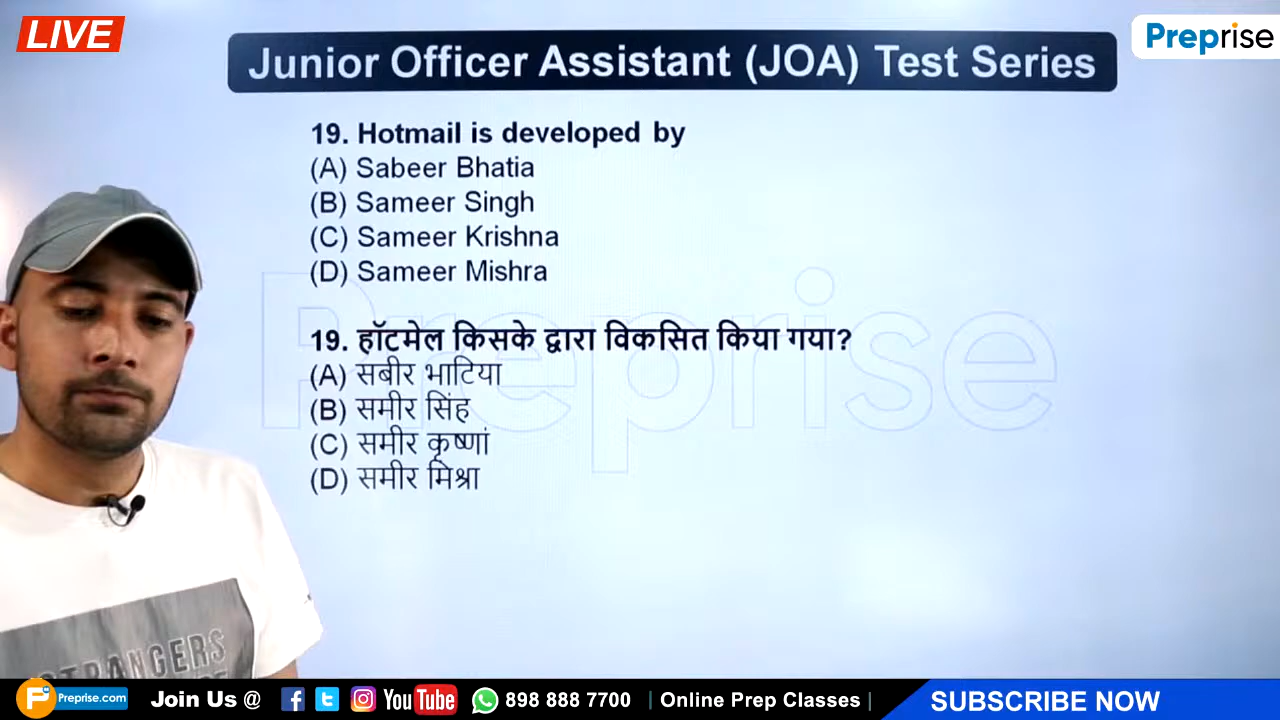 LIVE
Preprise
Junior Officer Assistant (JOA) Test Series
19. Hotmail is developed by
(A) Sabeer Bhatia
(B) Sameer Singh
(C) Sameer Krishna
(D) Sameer Mishra
Preprise
19. हॉटमेल किसके द्वारा विकसित किया गया?
(A) सबीर भाटिया
(B) समीर सिंह
(C) समीर कृष्णां
(D) समीर मिश्रा
STRANGERS
Preprise.com Join Us @ YouTube 898 888 7700 | Online Prep Classes | SUBSCRIBE NOW